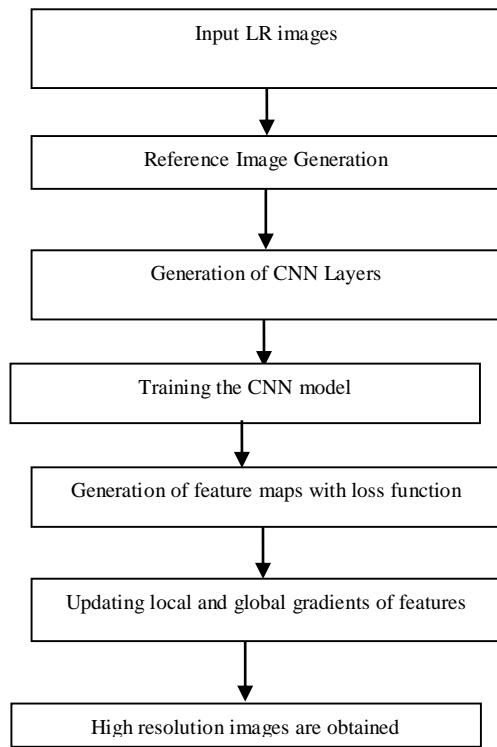 Input LR images
Reference Image Generation
Generation of CNN Layers
Training the CNN model
Generation of feature maps with loss function
Updating local and global gradients of features
High resolution images are obtained